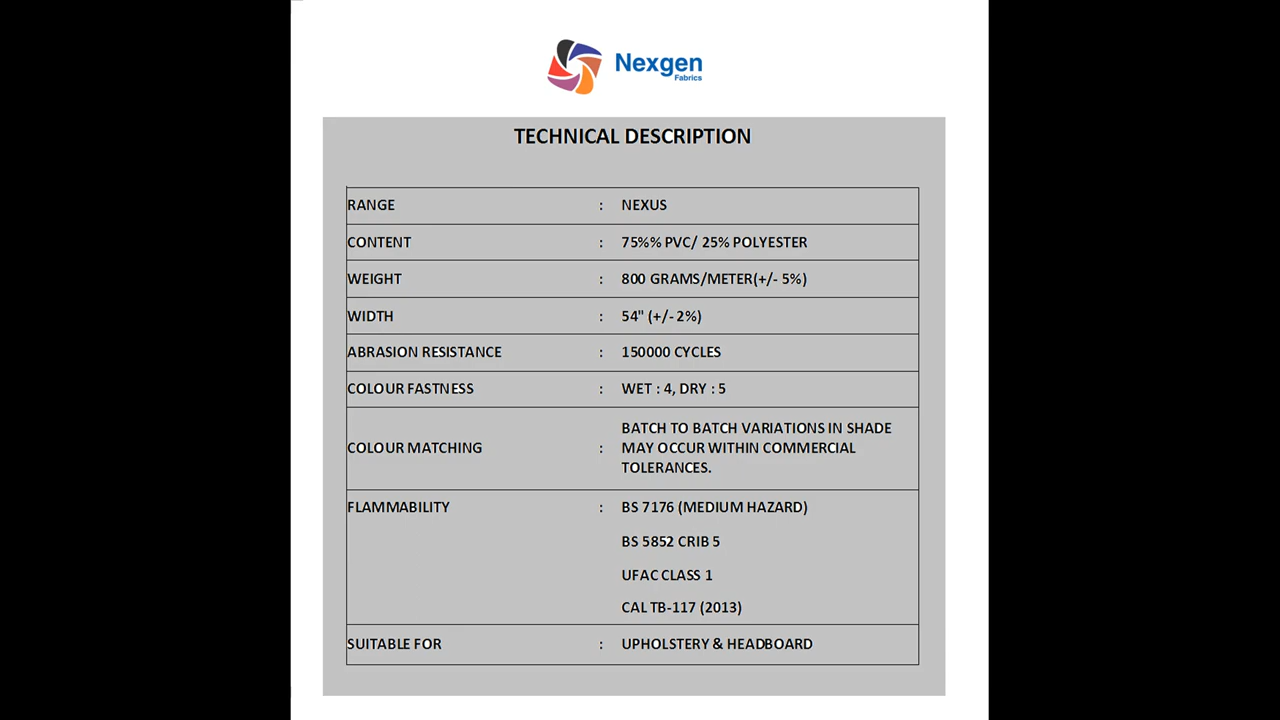 Nexgen
Fabrics
TECHNICAL DESCRIPTION
RANGE : NEXUS
CONTENT : 75%% PVC/ 25% POLYESTER
WEIGHT : 800 GRAMS/METER(+/- 5%)
WIDTH : 54" (+/- 2%)
ABRASION RESISTANCE : 150000 CYCLES
COLOUR FASTNESS : WET : 4, DRY : 5
COLOUR MATCHING : BATCH TO BATCH VARIATIONS IN SHADE
MAY OCCUR WITHIN COMMERCIAL
TOLERANCES.
FLAMMABILITY : BS 7176 (MEDIUM HAZARD)
BS 5852 CRIB 5
UFAC CLASS 1
CAL TB-117 (2013)
SUITABLE FOR : UPHOLSTERY & HEADBOARD